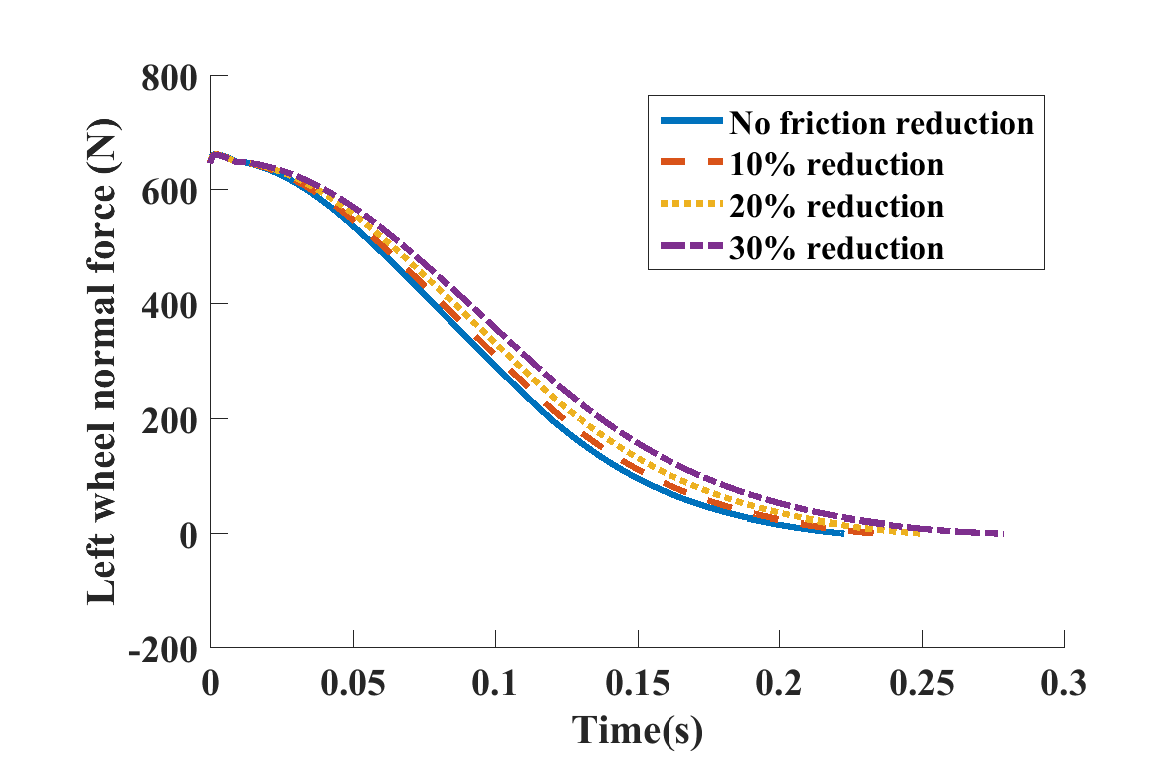 800
600
400
200
0
-200
Left wheel normal force (N)
No friction reduction
10% reduction
20% reduction
30% reduction
0 0.05 0.1 0.15 0.2 0.25 0.3
Time(s)